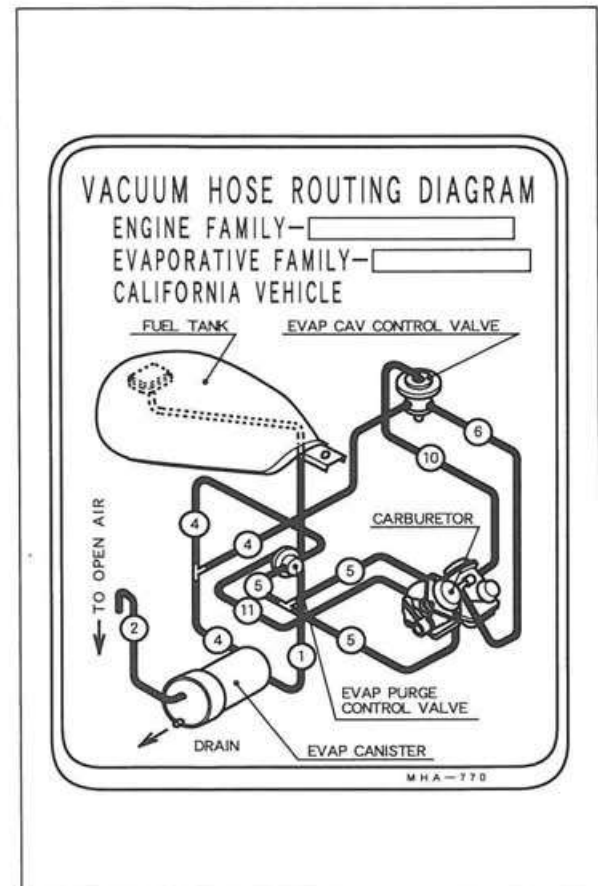 VACUUM HOSE ROUTING DIAGRAM
ENGINE FAMILY—
EVAPORATIVE FAMILY—
CALIFORNIA VEHICLE
FUEL TANK
EVAP CAV CONTROL VALVE
6
10
4
4
CARBURETOR
TO OPEN AIR
5
5
11
2
4
1
5
EVAP PURGE
CONTROL VALVE
DRAIN
EVAP CANISTER
MHA—770